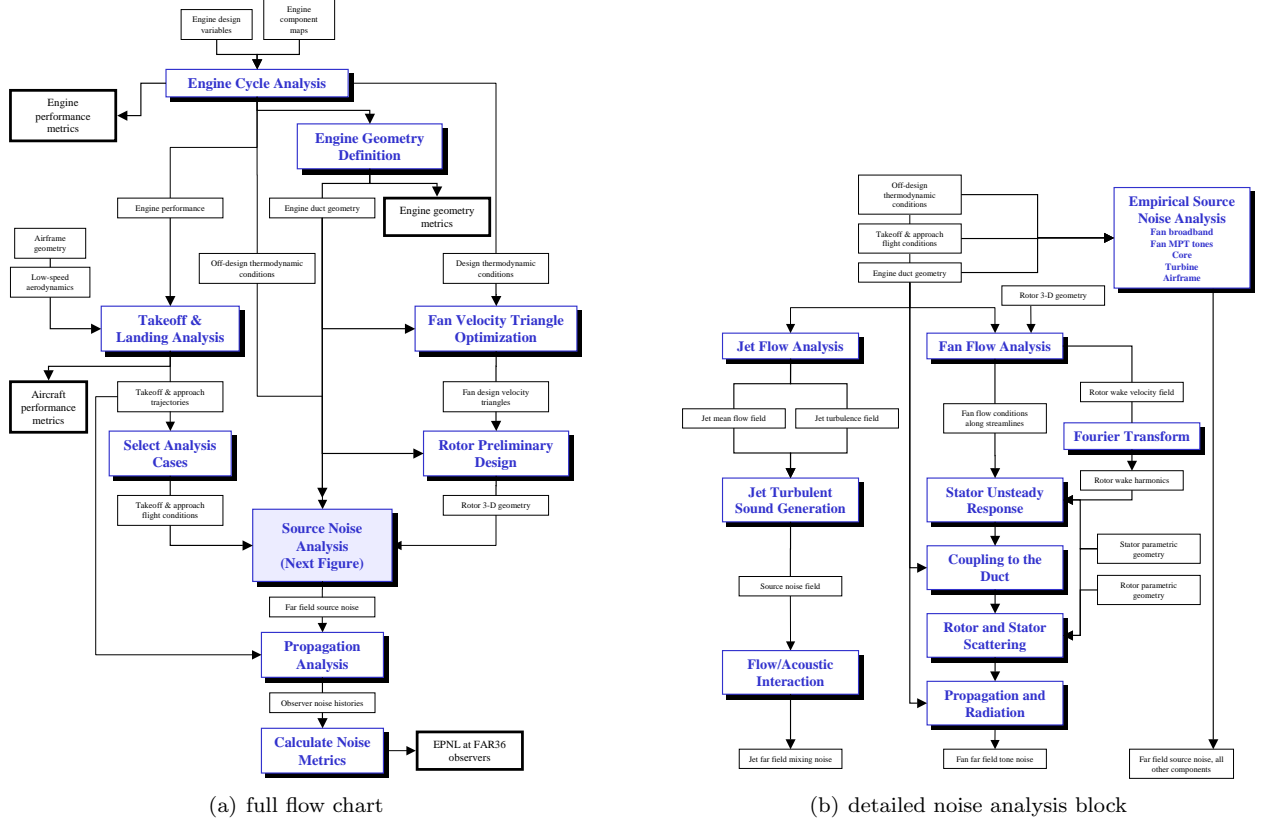 Engine design
variables
Engine
component
maps
Engine Cycle Analysis
Engine
performance
metrics
Engine Geometry
Definition
Engine performance
Engine duct geometry
Engine geometry
metrics
Airframe
geometry
Low-speed
aerodynamics
Off-design thermodynamic
conditions
Design thermodynamic
conditions
Takeoff &
Landing Analysis
Fan Velocity Triangle
Optimization
Aircraft
performance
metrics
Takeoff & approach
trajectories
Fan design velocity
triangles
Select Analysis
Cases
Rotor Preliminary
Design
Takeoff & approach
flight conditions
Rotor 3-D geometry
Source Noise
Analysis
(Next Figure)
Far field source noise
Propagation
Analysis
Observer noise histories
Calculate Noise
Metrics
EPNL at FAR36
observers
(a) full flow chart
Off-design
thermodynamic
conditions
Takeoff & approach
flight conditions
Engine duct geometry
Empirical Source
Noise Analysis
Fan broadband
Fan MPT tones
Core
Turbine
Airframe
Rotor 3-D geometry
Jet Flow Analysis
Fan Flow Analysis
Jet mean flow field
Jet turbulence field
Fan flow conditions
along streamlines
Rotor wake velocity field
Fourier Transform
Rotor wake harmonics
Jet Turbulent
Sound Generation
Stator Unsteady
Response
Stator parametric
geometry
Coupling to the
Duct
Rotor parametric
geometry
Source noise field
Rotor and Stator
Scattering
Flow/Acoustic
Interaction
Propagation and
Radiation
Jet far field mixing noise
Fan far field tone noise
Far field source noise, all
other components
(b) detailed noise analysis block